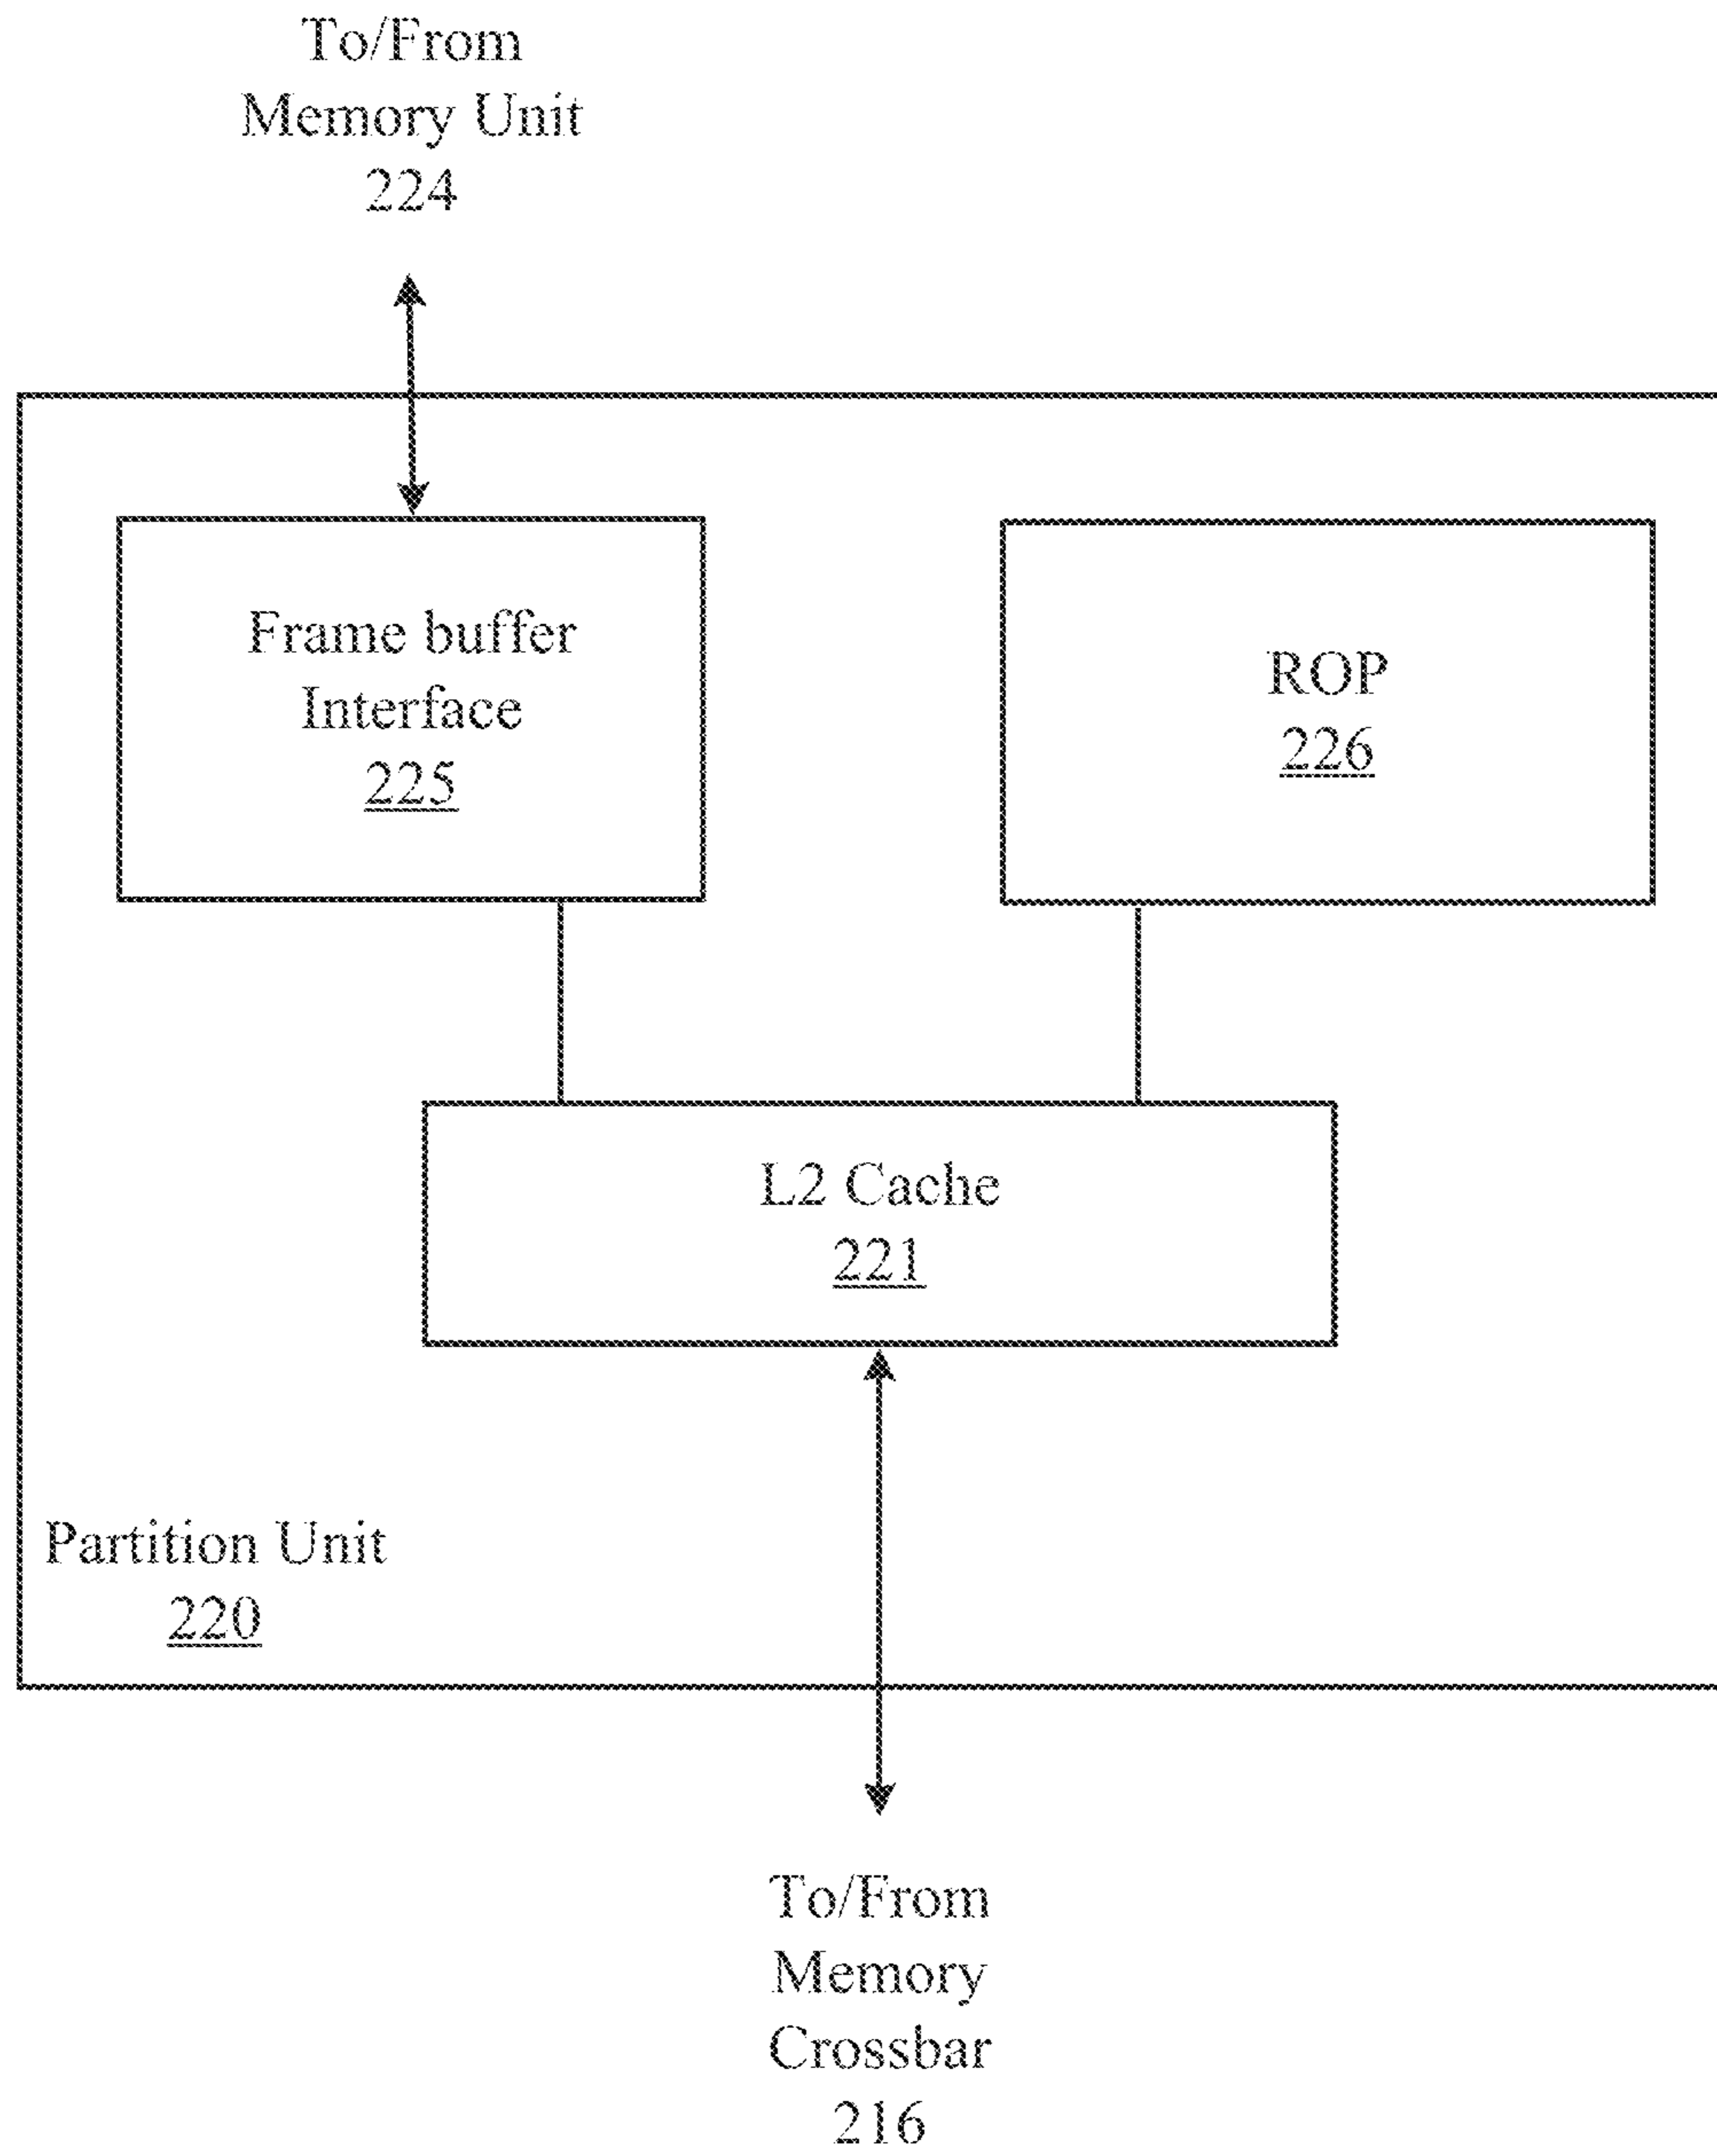 To/From
Memory Unit
224
Frame buffer
Interface
225
ROP
226
L2 Cache
221
Partition Unit
220
To/From
Memory
Crossbar
216